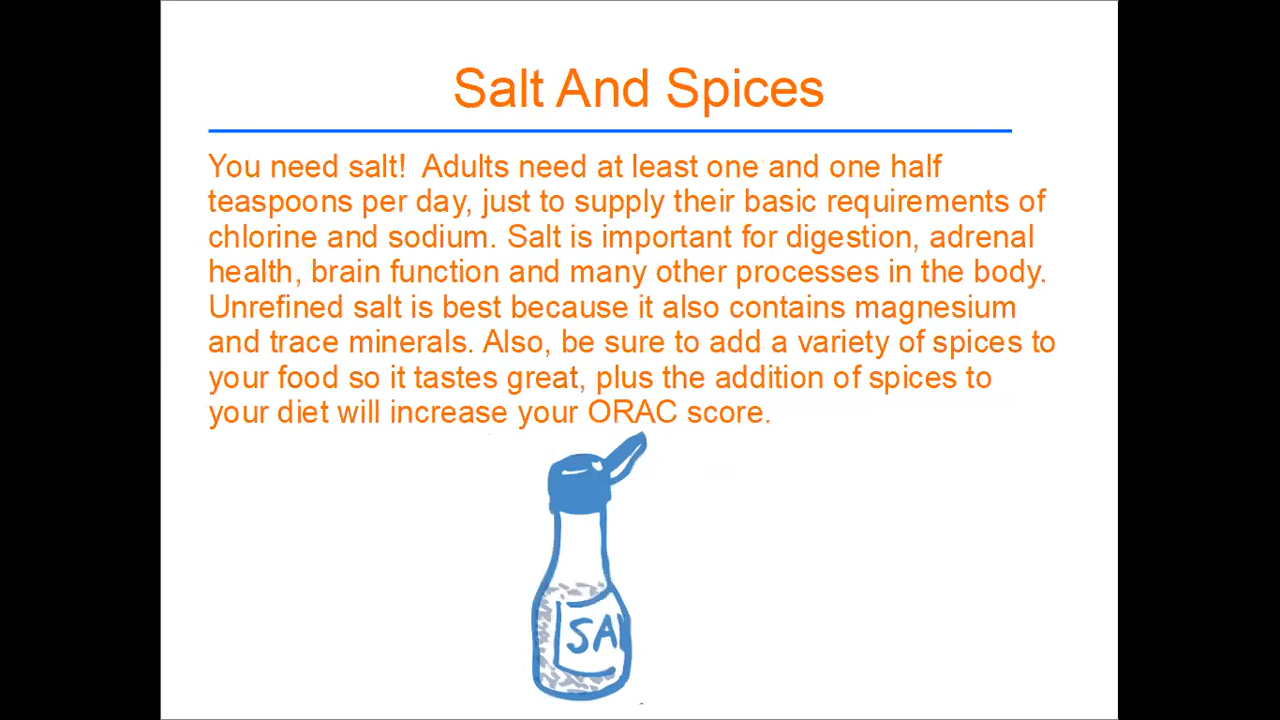 Salt And Spices
You need salt!  Adults need at least one and one half
teaspoons per day, just to supply their basic requirements of
chlorine and sodium. Salt is important for digestion, adrenal
health, brain function and many other processes in the body.
Unrefined salt is best because it also contains magnesium
and trace minerals. Also, be sure to add a variety of spices to
your food so it tastes great, plus the addition of spices to
your diet will increase your ORAC score.
SA